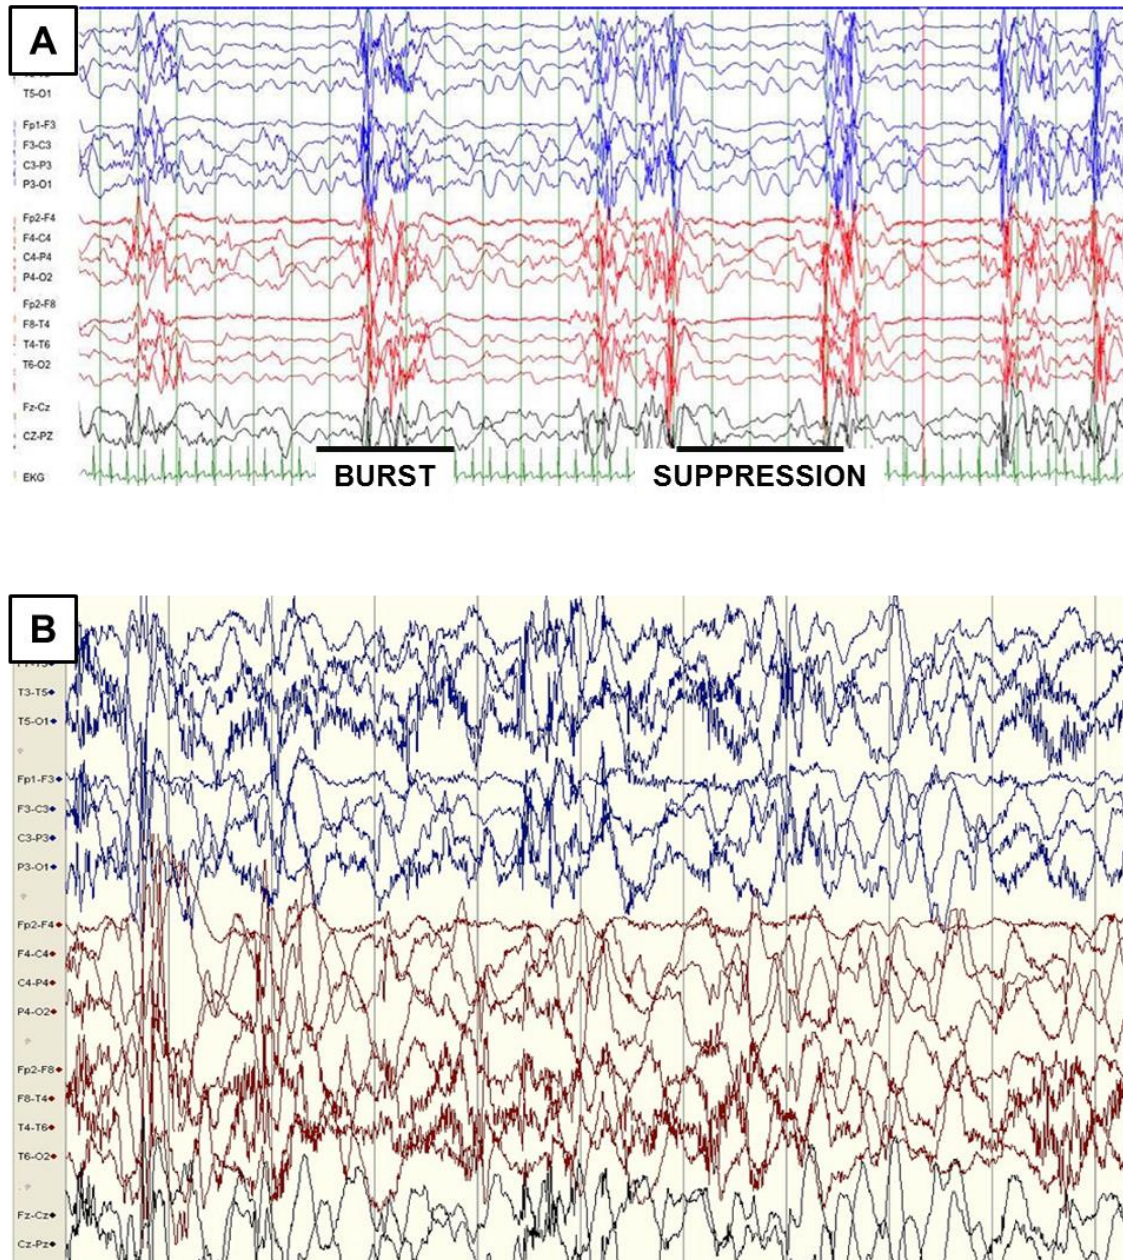 A
T5-O1
Fp1-F3
F3-C3
C3-P3
P3-O1
Fp2-F4
F4-C4
C4-P4
P4-O2
Fp2-F8
F8-T4
T4-T6
T6-O2
Fz-Cz
CZ-PZ
EKG
BURST SUPPRESSION
B
T3-T5
T5-O1
Fp1-F3
F3-C3
C3-P3
P3-O1
Fp2-F4
F4-C4
C4-P4
P4-O2
Fp2-F8
F8-T4
T4-T6
T6-O2
Fz-Cz
Cz-Pz